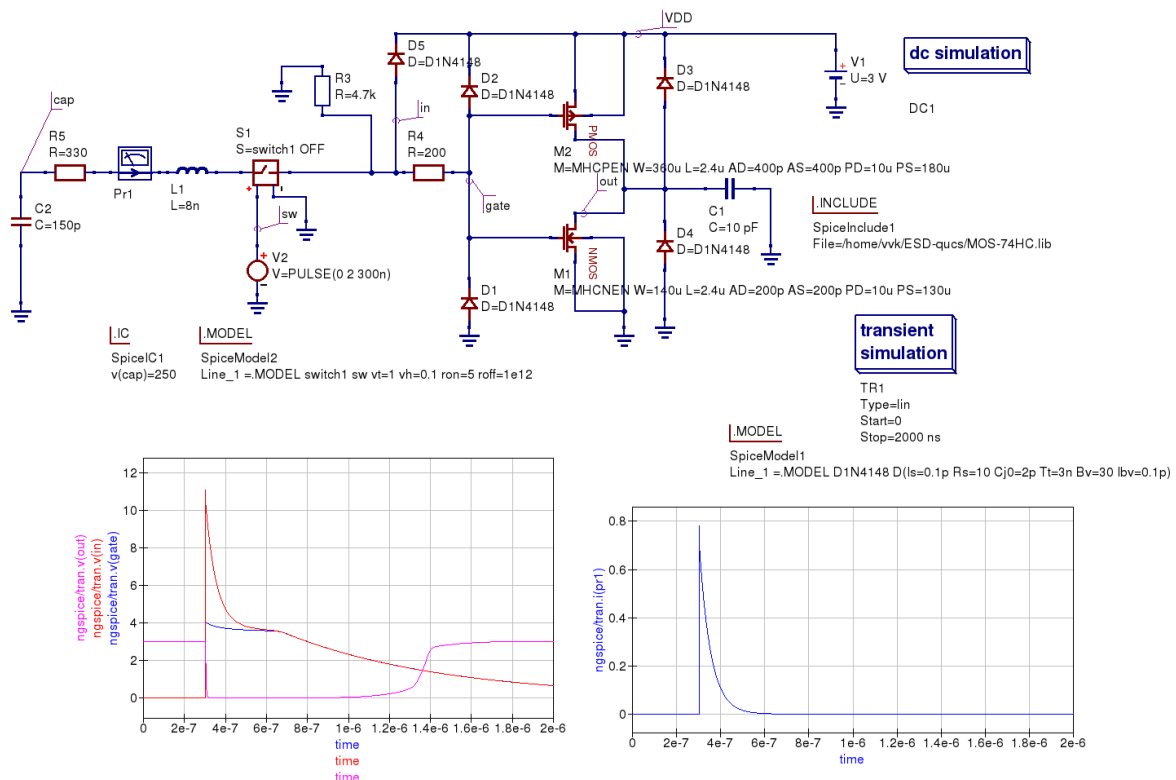 VDD
dc simulation
DC1
V1
U=3 V
D5
D=D1N4148
D2
D=D1N4148
D3
D=D1N4148
R3
R=4.7k
cap
in
R5
R=330
Pr1
L1
L=8n
S1
S=switch1 OFF
R4
R=200
PMOS
M2
M=MHCPEN W=360u L=2.4u AD=400p AS=400p PD=10u PS=180u
out
gate
C2
C=150p
sw
V2
V=PULSE(0 2 300n)
C1
C=10 pF
.INCLUDE
SpiceInclude1
File=/home/vvk/ESD-qucs/MOS-74HC.lib
NMOS
D4
D=D1N4148
M1
M=MHCNEN W=140u L=2.4u AD=200p AS=200p PD=10u PS=130u
D1
D=D1N4148
.IC
SpiceIC1
v(cap)=250
.MODEL
SpiceModel2
Line_1 =.MODEL switch1 sw vt=1 vh=0.1 ron=5 roff=1e12
transient
simulation
TR1
Type=lin
Start=0
Stop=2000 ns
.MODEL
SpiceModel1
Line_1 =.MODEL D1N4148 D(Is=0.1p Rs=10 Cj0=2p Tt=3n Bv=30 Ibv=0.1p)
ngspice/tran.v(out)
ngspice/tran.v(in)
ngspice/tran.v(gate)
12
10
8
6
4
2
0
0 2e-7 4e-7 6e-7 8e-7 1e-6 1.2e-6 1.4e-6 1.6e-6 1.8e-6 2e-6
time
time
time
ngspice/tran.i(pr1)
0.8
0.6
0.4
0.2
0
0 2e-7 4e-7 6e-7 8e-7 1e-6 1.2e-6 1.4e-6 1.6e-6 1.8e-6 2e-6
time